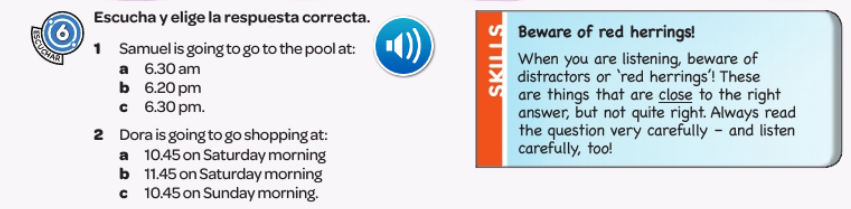 6
ESCUCHAR
Escucha y elige la respuesta correcta.
1 Samuel is going to go to the pool at:
a 6.30 am
b 6.20 pm
c 6.30 pm.
2 Dora is going to go shopping at:
a 10.45 on Saturday morning
b 11.45 on Saturday morning
c 10.45 on Sunday morning.
SKILLS
Beware of red herrings!
When you are listening, beware of
distractors or ‘red herrings’! These
are things that are close to the right
answer, but not quite right. Always read
the question very carefully – and listen
carefully, too!